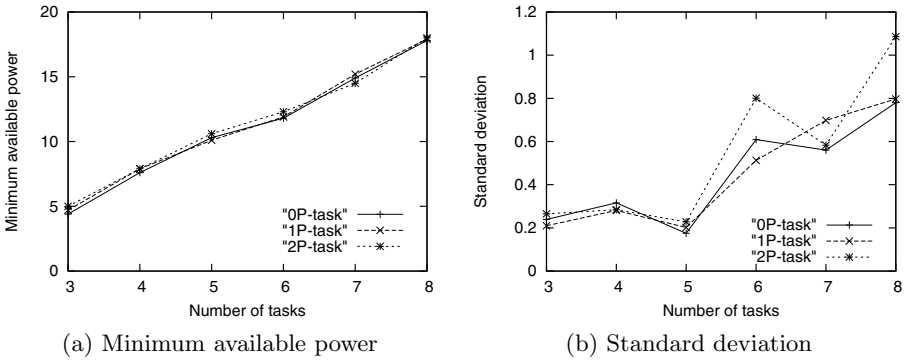 20
15
10
5
0
Minimum available power
"0P-task"
"1P-task"
"2P-task"
3 4 5 6 7 8
Number of tasks
(a) Minimum available power
1.2
1
0.8
0.6
0.4
0.2
0
Standard deviation
"0P-task"
"1P-task"
"2P-task"
3 4 5 6 7 8
Number of tasks
(b) Standard deviation